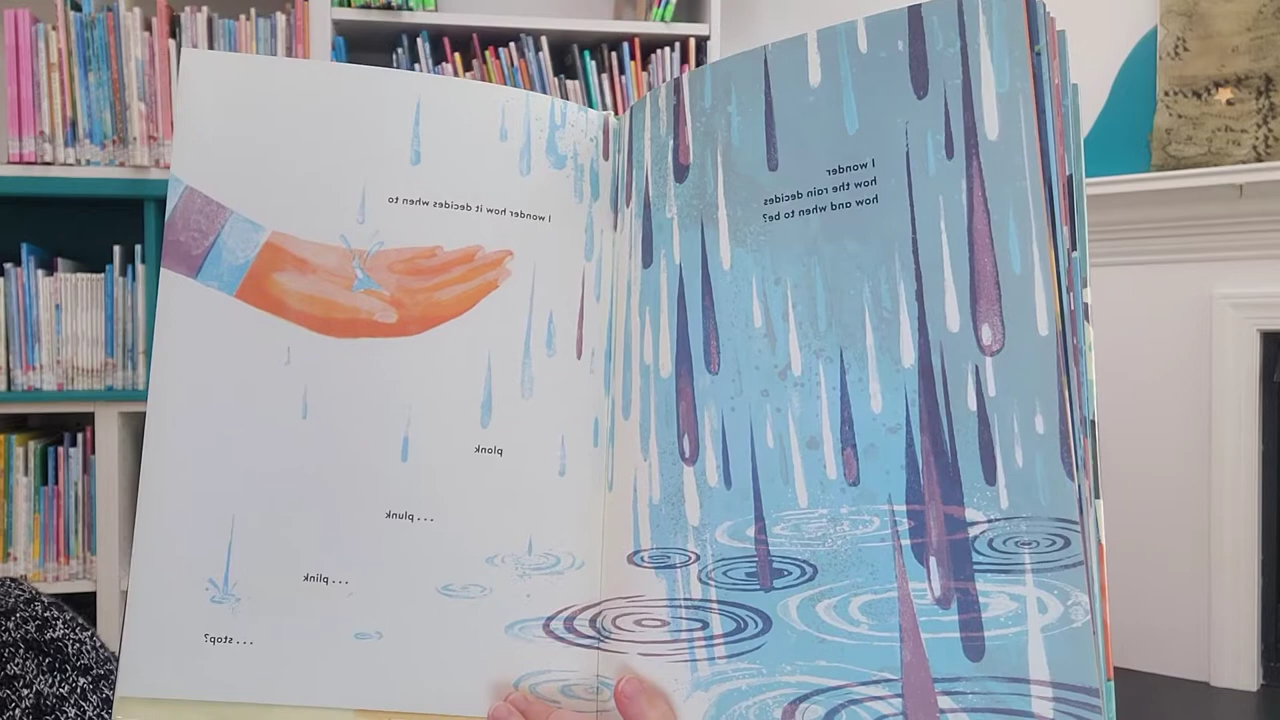 I wonder
how the rain decides
how and when to be?
I wonder how it decides when to
plonk
...plunk
...plink
...stop?